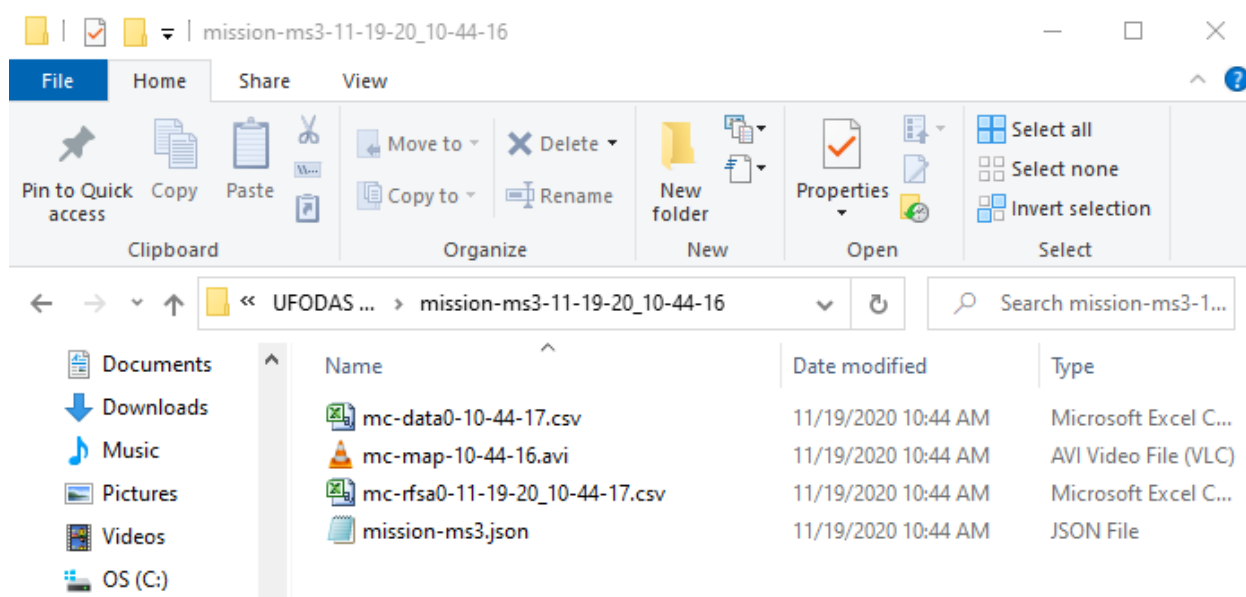 mission-ms3-11-19-20_10-44-16
File Home Share View
Pin to Quick access
Copy
Paste
Move to
Copy to
Delete
Rename
New folder
Properties
Select all
Select none
Invert selection
Clipboard Organize New Open Select
« UFODAS ... › mission-ms3-11-19-20_10-44-16
Search mission-ms3-1...
Documents
Downloads
Music
Pictures
Videos
OS (C:)
Name Date modified Type
mc-data0-10-44-17.csv 11/19/2020 10:44 AM Microsoft Excel C...
mc-map-10-44-16.avi 11/19/2020 10:44 AM AVI Video File (VLC)
mc-rfsa0-11-19-20_10-44-17.csv 11/19/2020 10:44 AM Microsoft Excel C...
mission-ms3.json 11/19/2020 10:44 AM JSON File